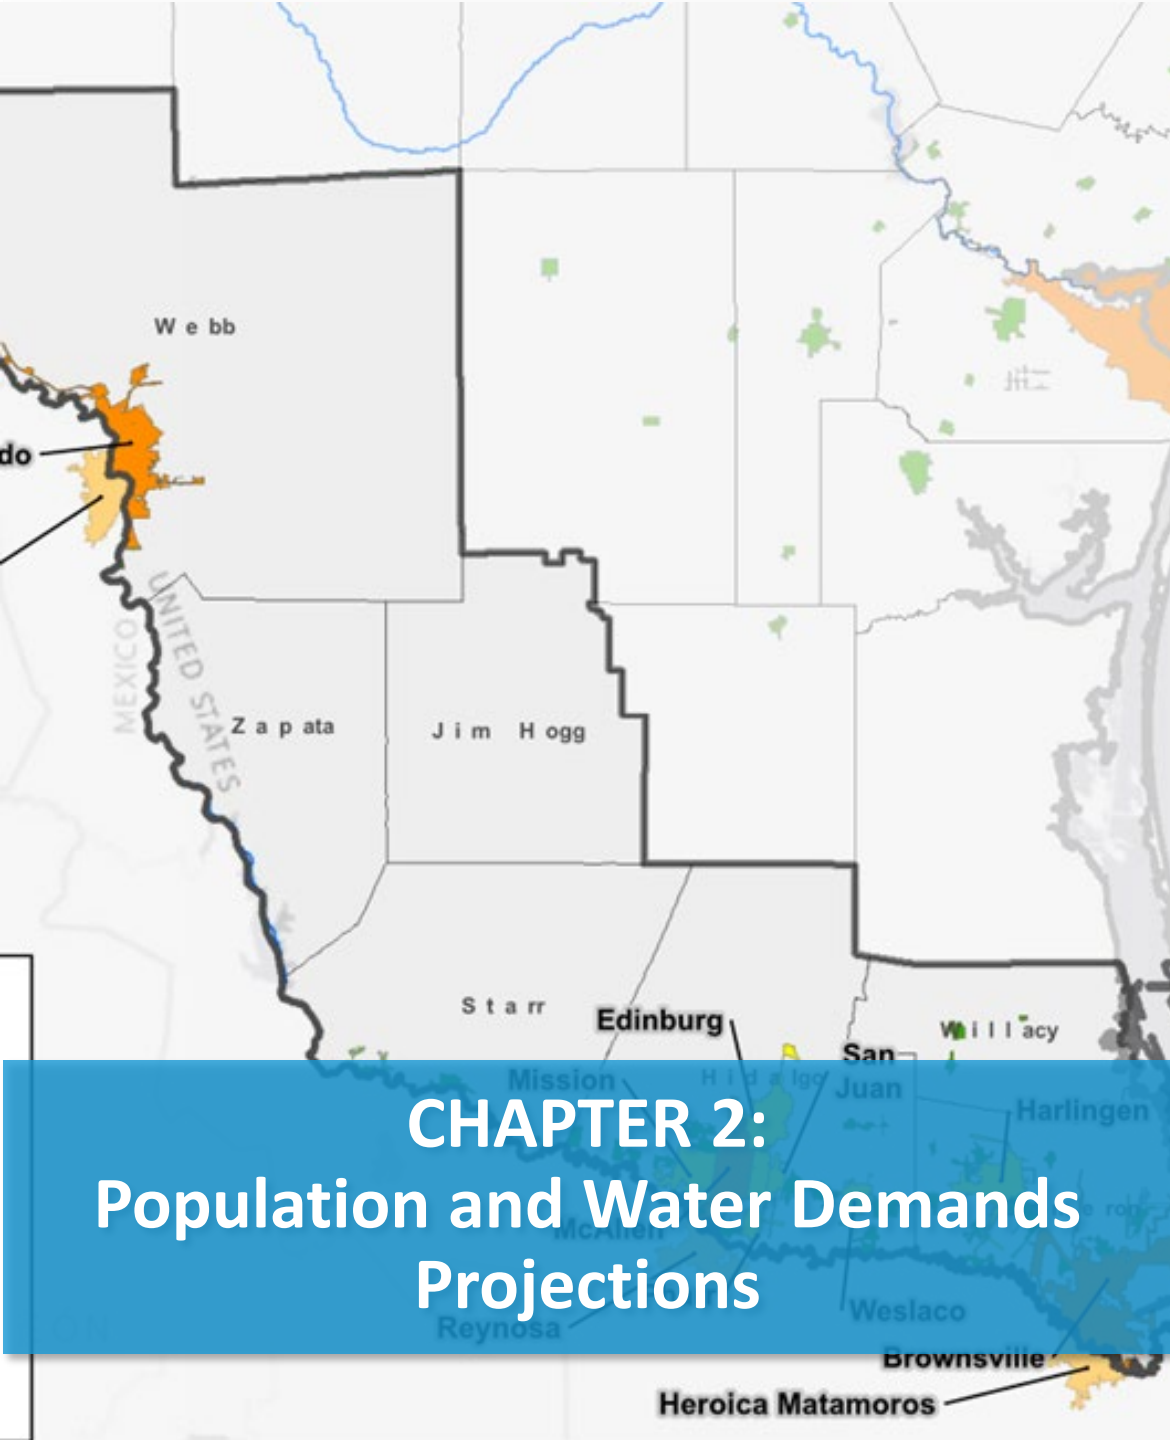 Webb
do
UNITED STATES
MEXICO
Zapata
Jim Hogg
Starr
Edinburg
Willacy
San
Juan
Mission
Hidalgo
Harlingen
CHAPTER 2:
Population and Water Demands
Projections
McAllen
Weslaco
Reynosa
Brownsville
Heroica Matamoros